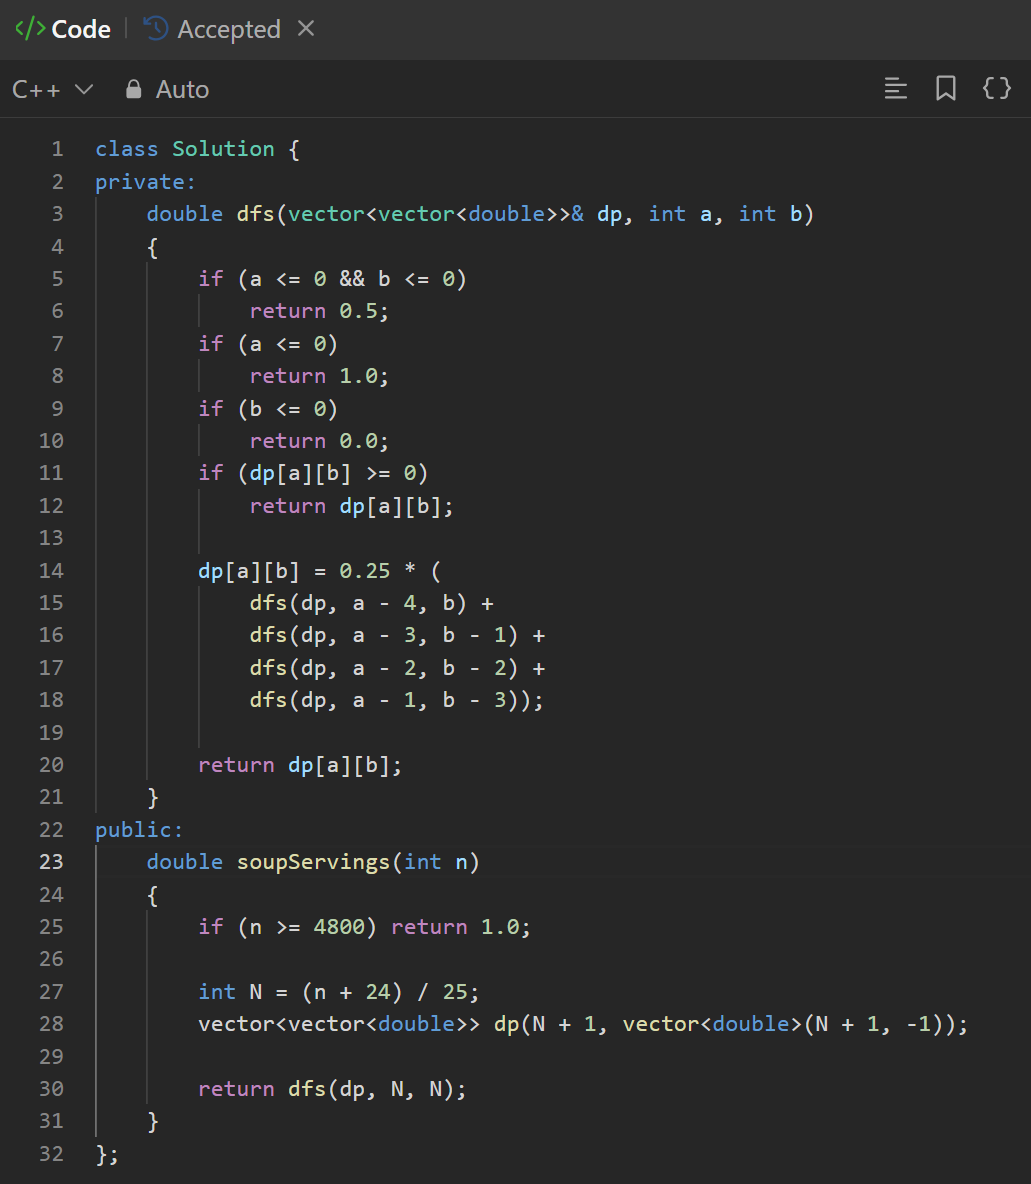 </> Code | Accepted ×
C++ Auto
1 class Solution {
2 private:
3     double dfs(vector<vector<double>>& dp, int a, int b)
4     {
5         if (a <= 0 && b <= 0)
6             return 0.5;
7         if (a <= 0)
8             return 1.0;
9         if (b <= 0)
10             return 0.0;
11         if (dp[a][b] >= 0)
12             return dp[a][b];
13
14         dp[a][b] = 0.25 * (
15             dfs(dp, a - 4, b) +
16             dfs(dp, a - 3, b - 1) +
17             dfs(dp, a - 2, b - 2) +
18             dfs(dp, a - 1, b - 3));
19
20         return dp[a][b];
21     }
22 public:
23     double soupServings(int n)
24     {
25         if (n >= 4800) return 1.0;
26
27         int N = (n + 24) / 25;
28         vector<vector<double>> dp(N + 1, vector<double>(N + 1, -1));
29
30         return dfs(dp, N, N);
31     }
32 };